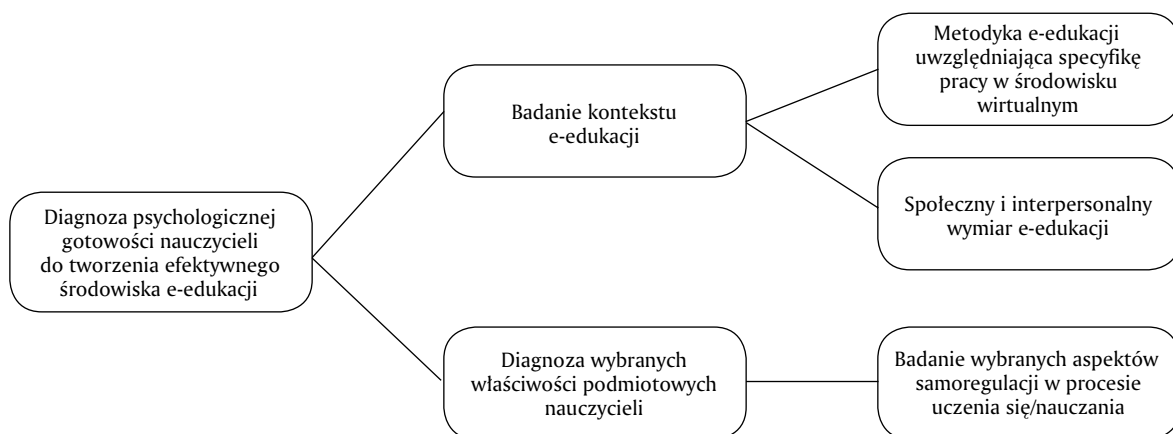 Diagnoza psychologicznej
gotowości nauczycieli
do tworzenia efektywnego
środowiska e-edukacji
Badanie kontekstu
e-edukacji
Metodyka e-edukacji
uwzględniająca specyfikę
pracy w środowisku
wirtualnym
Społeczny i interpersonalny
wymiar e-edukacji
Diagnoza wybranych
właściwości podmiotowych
nauczycieli
Badanie wybranych aspektów
samoregulacji w procesie
uczenia się/nauczania